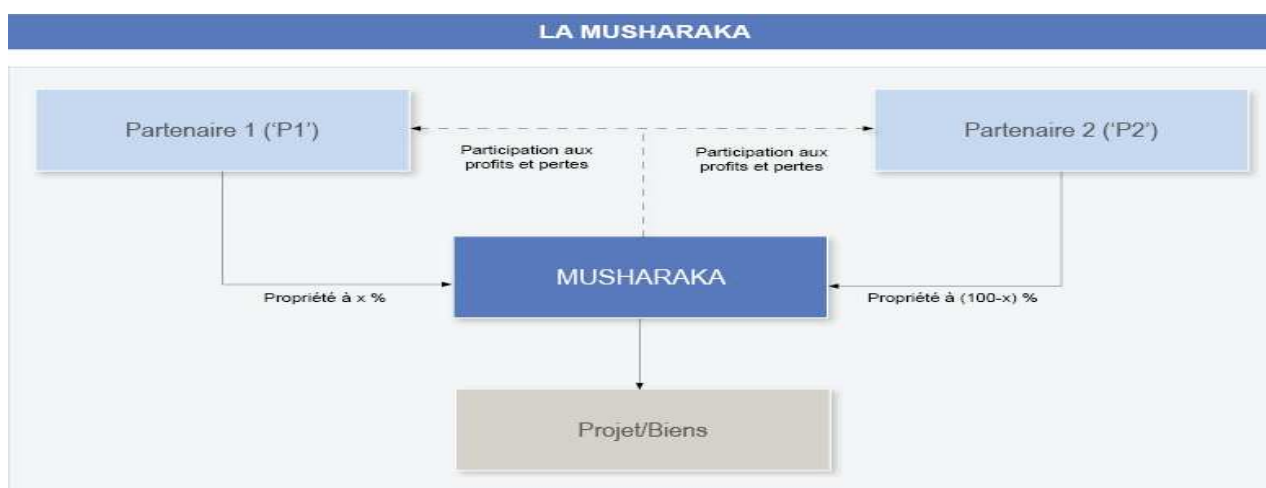 LA MUSHARAKA
Partenaire 1 (‘P1’)
Partenaire 2 (‘P2’)
Participation aux
profits et pertes
Participation aux
profits et pertes
MUSHARAKA
Propriété à x %
Propriété à (100-x) %
Projet/Biens